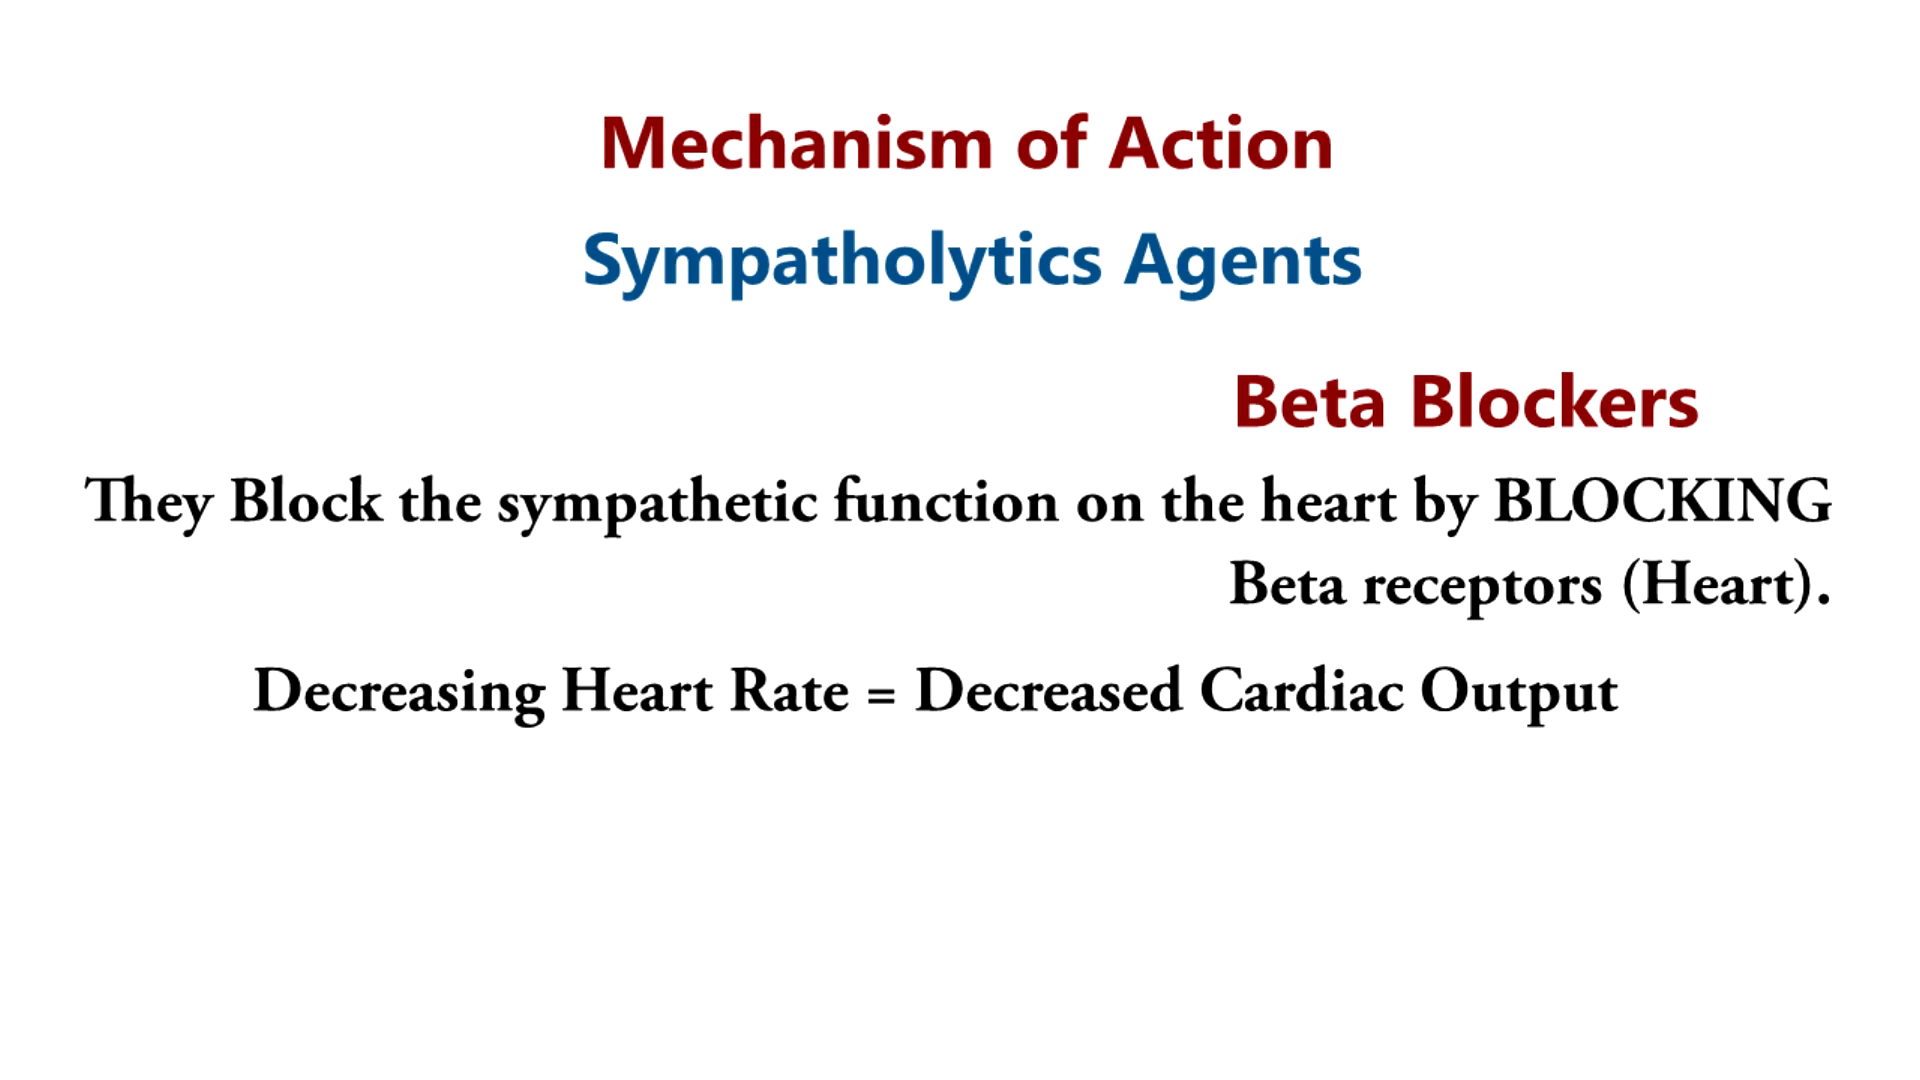 Mechanism of Action
Sympatholytics Agents
Beta Blockers
They Block the sympathetic function on the heart by BLOCKING
Beta receptors (Heart).
Decreasing Heart Rate = Decreased Cardiac Output